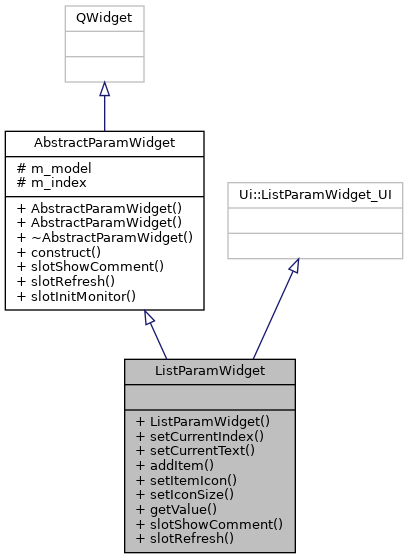 QWidget
AbstractParamWidget
# m_model
# m_index
+ AbstractParamWidget()
+ AbstractParamWidget()
+ ~AbstractParamWidget()
+ construct()
+ slotShowComment()
+ slotRefresh()
+ slotInitMonitor()
Ui::ListParamWidget_UI
ListParamWidget
+ ListParamWidget()
+ setCurrentIndex()
+ setCurrentText()
+ addItem()
+ setItemIcon()
+ setIconSize()
+ getValue()
+ slotShowComment()
+ slotRefresh()